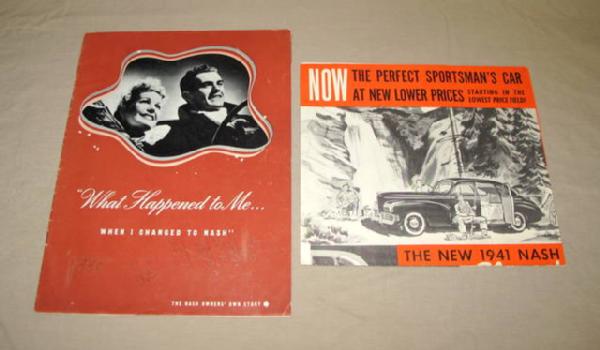 "What Happened to Me...
WHEN I CHANGED TO NASH"
THE NASH OWNERS' OWN STORY
NOW THE PERFECT SPORTSMAN'S CAR
AT NEW LOWER PRICES STARTING IN THE
LOWEST PRICE FIELD!
THE NEW 1941 NASH